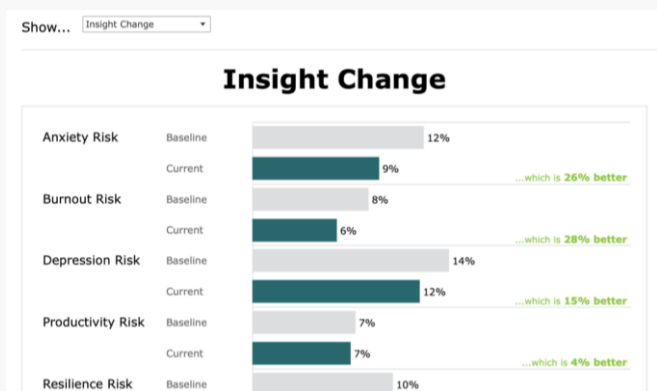 Show... Insight Change
Insight Change
Anxiety Risk Baseline 12%
Current 9%
...which is 26% better
Burnout Risk Baseline 8%
Current 6%
...which is 28% better
Depression Risk Baseline 14%
Current 12%
...which is 15% better
Productivity Risk Baseline 7%
Current 7%
...which is 4% better
Resilience Risk Baseline 10%